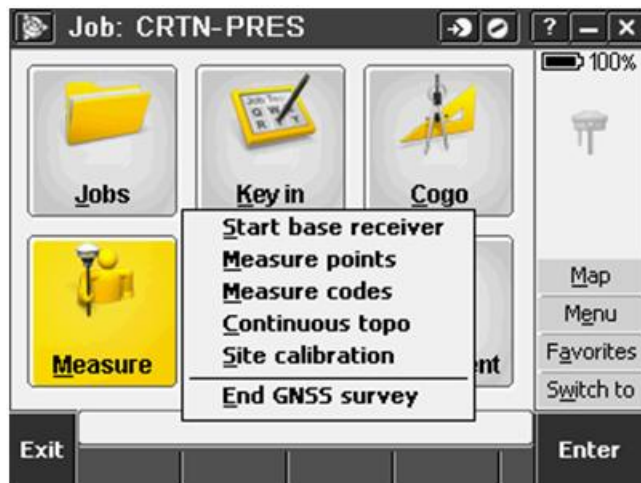 Job: CRTN-PRES
?
100%
Jobs
Key in
Cogo
Start base receiver
Measure points
Measure codes
Continuous topo
Site calibration
End GNSS survey
Measure
nt
Map
Menu
Favorites
Switch to
Exit
Enter